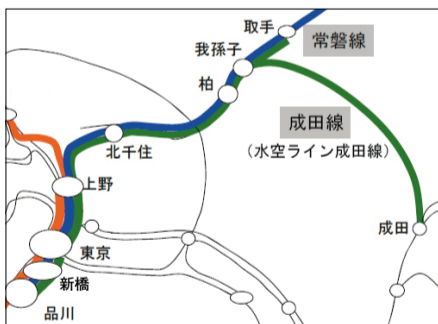 取手
常磐線
我孫子
柏
成田線
(水空ライン成田線)
北千住
上野
成田
東京
新橋
品川